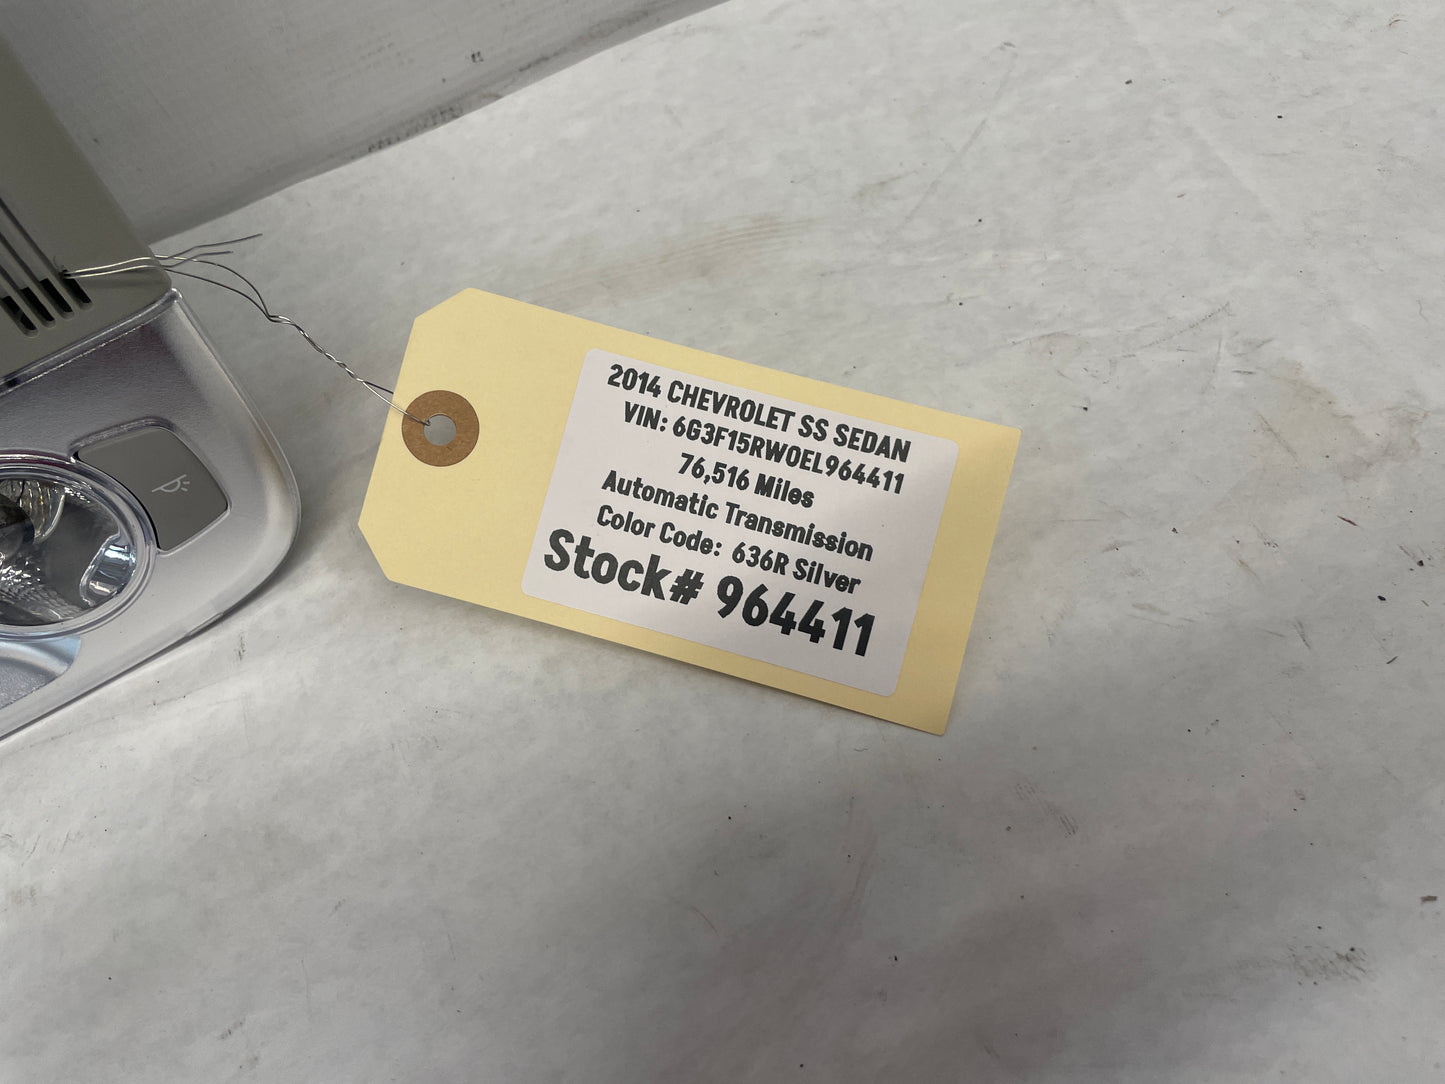 2014 CHEVROLET SS SEDAN
VIN: 6G3F15RW0EL964411
76,516 Miles
Automatic Transmission
Color Code: 636R Silver
Stock# 964411